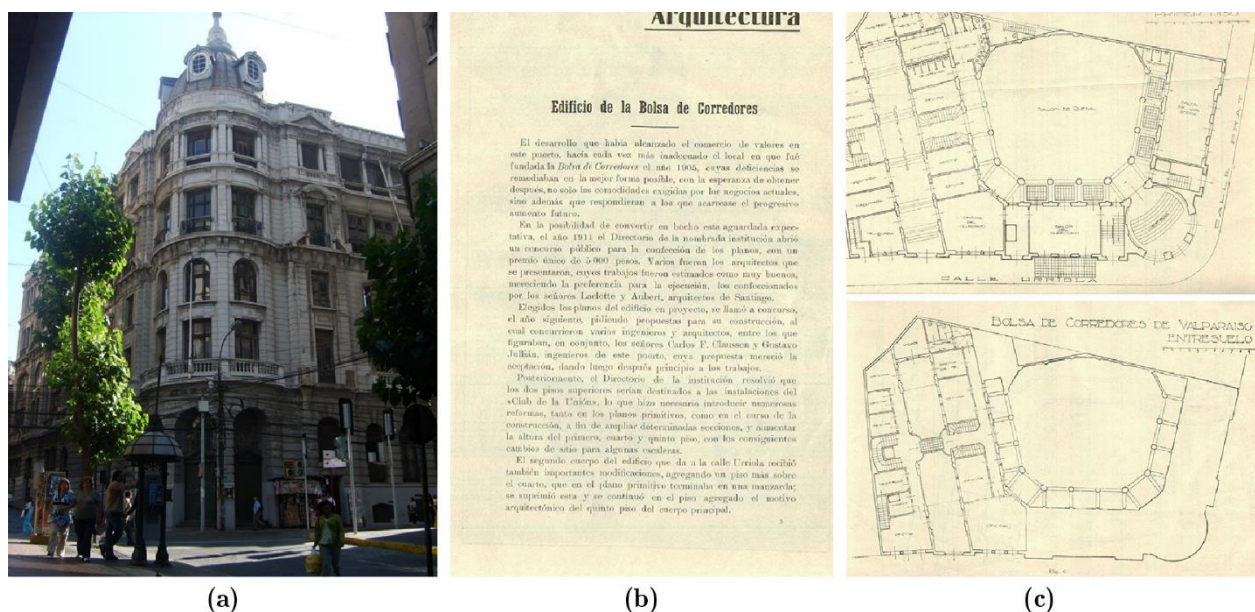 Arquitectura
Edificio de la Bolsa de Corredores
El desarrollo que había alcanzado el comercio de valores en
este puerto, hacía cada vez más inadecuado el local en que fué
fundada la Bolsa de Corredores el año 1905, cuyas deficiencias se
remediaban en la mejor forma posible, con la esperanza de obtener
después, no solo las comodidades exigidas por los negocios actuales,
sino además que respondieran a los que acarrease el progresivo
aumento futuro.
En la posibilidad de convertir en hecho esta aguardada expec-
tativa, el año 1911 el Directorio de la nombrada institución abrió
un concurso público para la confección de los planos, con un
premio único de 5 000 pesos. Varios fueron los arquitectos que
se presentaron, cuyos trabajos fueron estimados como muy buenos,
mereciendo la preferencia para la ejecución, los confeccionados
por los señores Laclotte y Aubert, arquitectos de Santiago.
Elegidos los planos del edificio en proyecto, se llamó a concurso,
el año siguiente, pidiendo propuestas para su construcción, al
cual concurrieron varios ingenieros y arquitectos, entre los que
figuraban, en conjunto, los señores Carlos F. Claussen y Gustavo
Jullian, ingenieros de este puerto, cuya propuesta mereció la
aceptación, dando luego después principio a los trabajos.
Posteriormente, el Directorio de la institución resolvió que
los dos pisos superiores serían destinados a las instalaciones del
«Club de la Unión», lo que hizo necesario introducir numerosas
reformas, tanto en los planos primitivos, como en el curso de la
construcción, a fin de ampliar determinadas secciones, y aumentar
la altura del primero, cuarto y quinto piso, con los consiguientes
cambios de sitio para algunas escaleras.
El segundo cuerpo del edificio que da a la calle Urriola recibió
también importantes modificaciones, agregando un piso más sobre
el cuarto, que en el plano primitivo terminaba en una manzarda;
se suprimió esta y se continuó en el piso agregado el motivo
arquitectónico del quinto piso del cuerpo principal.
PRIMER PISO
SALON DE RUEDA
CALLE URRIOLA
CALLE PRAT
BOLSA DE CORREDORES DE VALPARAISO
ENTRESUELO
(a)
(b)
(c)